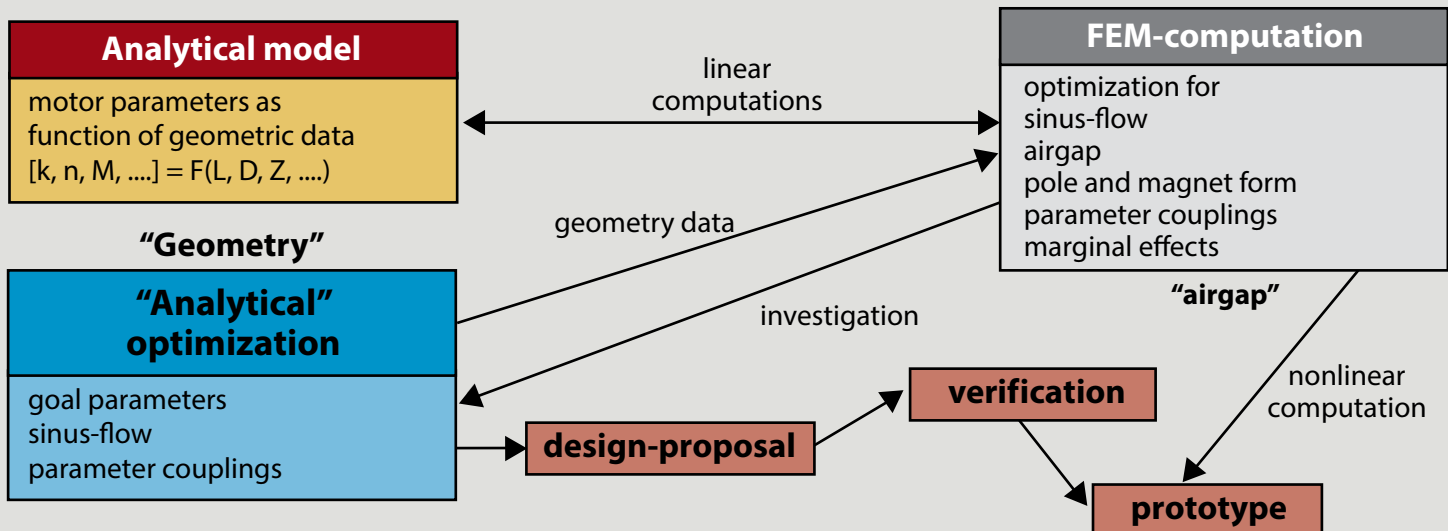 Analytical model
motor parameters as
function of geometric data
[k, n, M, ....] = F(L, D, Z, ....)
linear
computations
FEM-computation
optimization for
sinus-flow
airgap
pole and magnet form
parameter couplings
marginal effects
“airgap”
geometry data
investigation
“Geometry”
“Analytical”
optimization
goal parameters
sinus-flow
parameter couplings
design-proposal
verification
nonlinear
computation
prototype